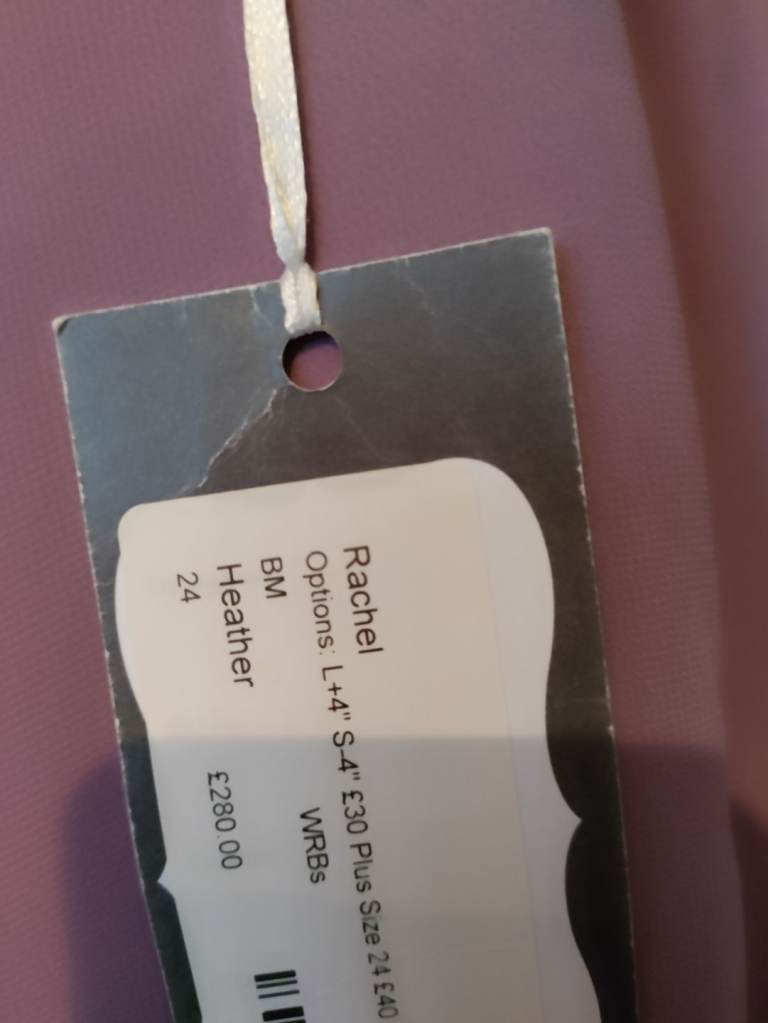 Rachel
Options: L+4" S-4" £30 Plus Size 24 £40
BM WRBs
Heather
24 £280.00